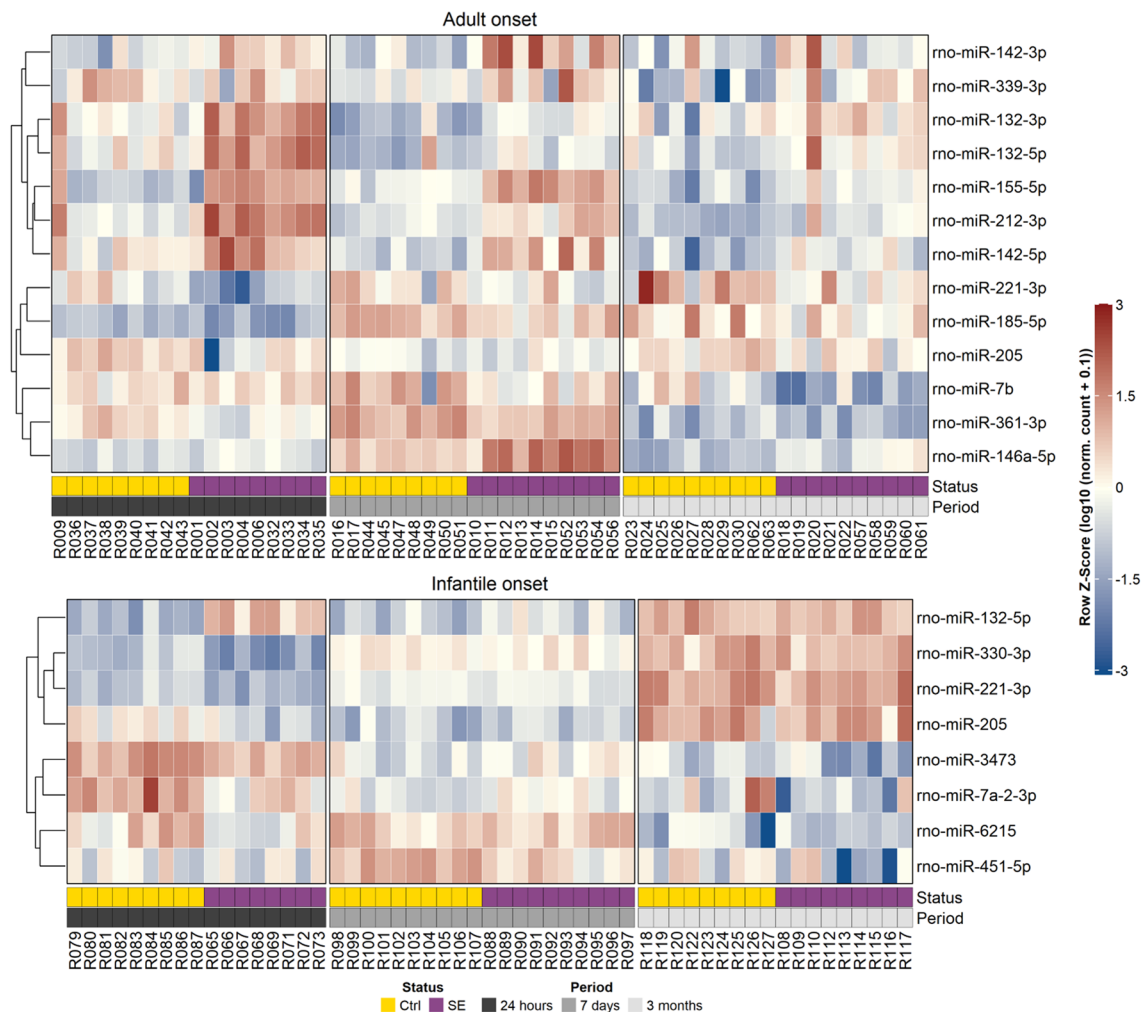 Adult onset
rno-miR-142-3p
rno-miR-339-3p
rno-miR-132-3p
rno-miR-132-5p
rno-miR-155-5p
rno-miR-212-3p
rno-miR-142-5p
rno-miR-221-3p
rno-miR-185-5p
rno-miR-205
rno-miR-7b
rno-miR-361-3p
rno-miR-146a-5p
Status
Period
R009 R036 R037 R038 R039 R040 R041 R042 R043 R001 R002 R003 R004 R006 R032 R033 R034 R035 R016 R017 R044 R045 R047 R048 R049 R050 R051 R010 R011 R012 R013 R014 R015 R052 R053 R054 R056 R023 R024 R025 R026 R027 R028 R029 R030 R062 R063 R018 R019 R020 R021 R022 R057 R058 R059 R060 R061
Infantile onset
rno-miR-132-5p
rno-miR-330-3p
rno-miR-221-3p
rno-miR-205
rno-miR-3473
rno-miR-7a-2-3p
rno-miR-6215
rno-miR-451-5p
Status
Period
R079 R080 R081 R082 R083 R084 R085 R086 R087 R065 R066 R067 R068 R069 R071 R072 R073 R098 R099 R100 R101 R102 R103 R104 R105 R106 R107 R088 R089 R090 R091 R092 R093 R094 R095 R096 R097 R118 R119 R120 R122 R123 R124 R125 R126 R127 R108 R109 R110 R112 R113 R114 R115 R116 R117
Row Z-Score (log10 (norm. count + 0.1))
3
1.5
0
-1.5
-3
Status Period
Ctrl SE 24 hours 7 days 3 months